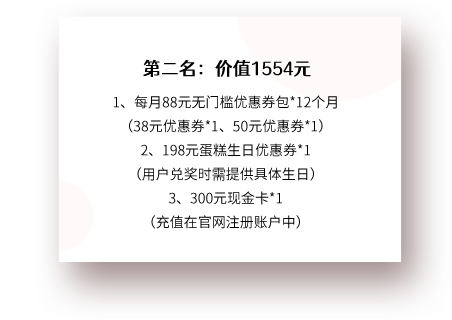 第二名：价值1554元
1、每月88元无门槛优惠券包*12个月
（38元优惠券*1、50元优惠券*1）
2、198元蛋糕生日优惠券*1
（用户兑奖时需提供具体生日）
3、300元现金卡*1
（充值在官网注册账户中）